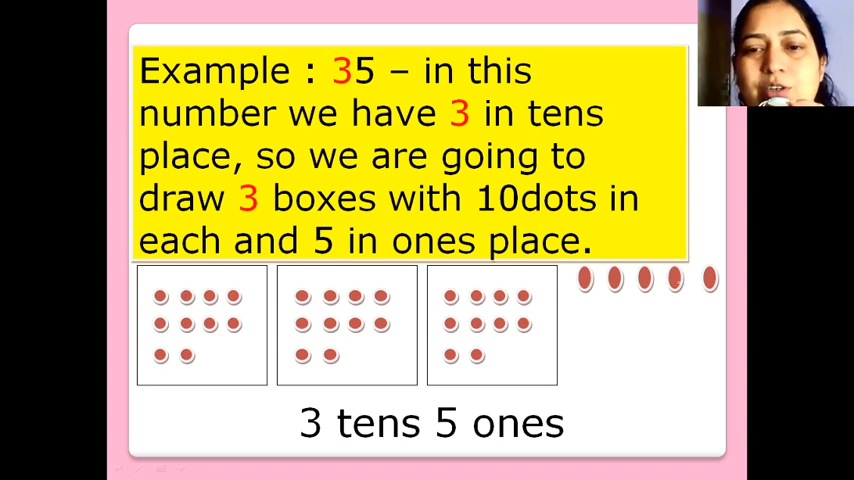 Example : 35 – in this
number we have 3 in tens
place, so we are going to
draw 3 boxes with 10dots in
each and 5 in ones place.
3 tens 5 ones